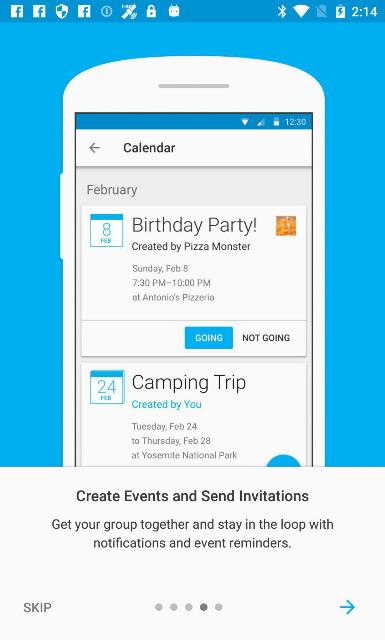 2:14
12:30
Calendar
February
8
FEB
Birthday Party!
Created by Pizza Monster
Sunday, Feb 8
7:30 PM–10:00 PM
at Antonio's Pizzeria
GOING
NOT GOING
24
FEB
Camping Trip
Created by You
Tuesday, Feb 24
to Thursday, Feb 28
at Yosemite National Park
Create Events and Send Invitations
Get your group together and stay in the loop with
notifications and event reminders.
SKIP